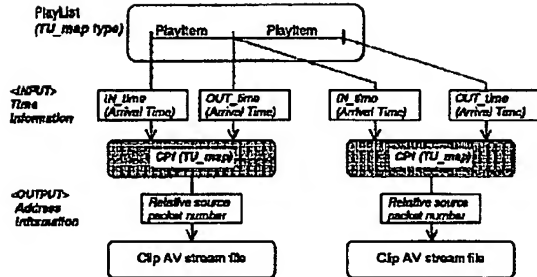 PlayList
(TU_map type)
PlayItem PlayItem
<INPUT>
Time
Information
IN_time
(Arrival Time)
OUT_time
(Arrival Time)
IN_time
(Arrival Time)
OUT_time
(Arrival Time)
CPI (TU_map)
CPI (TU_map)
<OUTPUT>
Address
Information
Relative source
packet number
Relative source
packet number
Clip AV stream file
Clip AV stream file